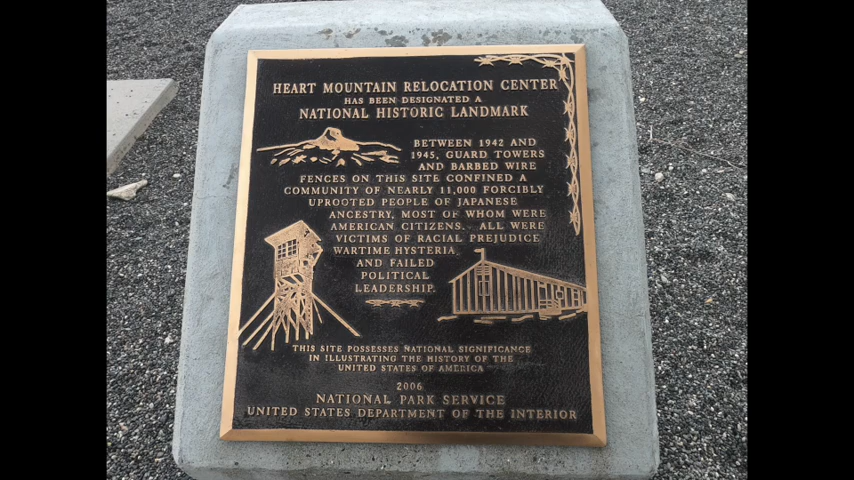 HEART MOUNTAIN RELOCATION CENTER
HAS BEEN DESIGNATED A
NATIONAL HISTORIC LANDMARK
BETWEEN 1942 AND
1945, GUARD TOWERS
AND BARBED WIRE
FENCES ON THIS SITE CONFINED A
COMMUNITY OF NEARLY 11,000 FORCIBLY
UPROOTED PEOPLE OF JAPANESE
ANCESTRY, MOST OF WHOM WERE
AMERICAN CITIZENS. ALL WERE
VICTIMS OF RACIAL PREJUDICE
WARTIME HYSTERIA
AND FAILED
POLITICAL
LEADERSHIP.
THIS SITE POSSESSES NATIONAL SIGNIFICANCE
IN ILLUSTRATING THE HISTORY OF THE
UNITED STATES OF AMERICA
2006
NATIONAL PARK SERVICE
UNITED STATES DEPARTMENT OF THE INTERIOR